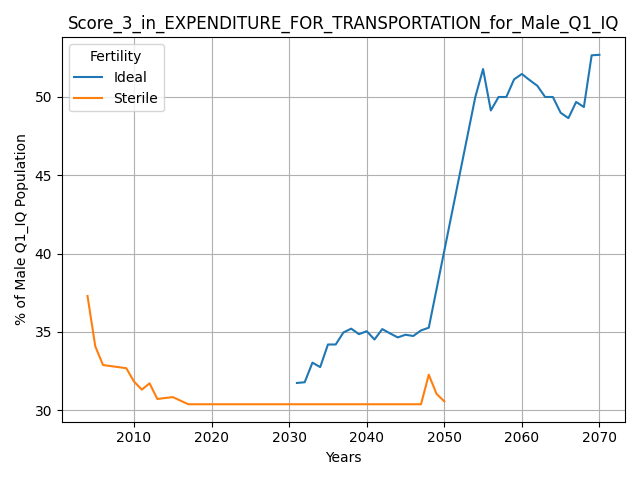 Score_3_in_EXPENDITURE_FOR_TRANSPORTATION_for_Male_Q1_IQ
Fertility
Ideal
Sterile
% of Male Q1_IQ Population
50
45
40
35
30
2010
2020
2030
2040
2050
2060
2070
Years